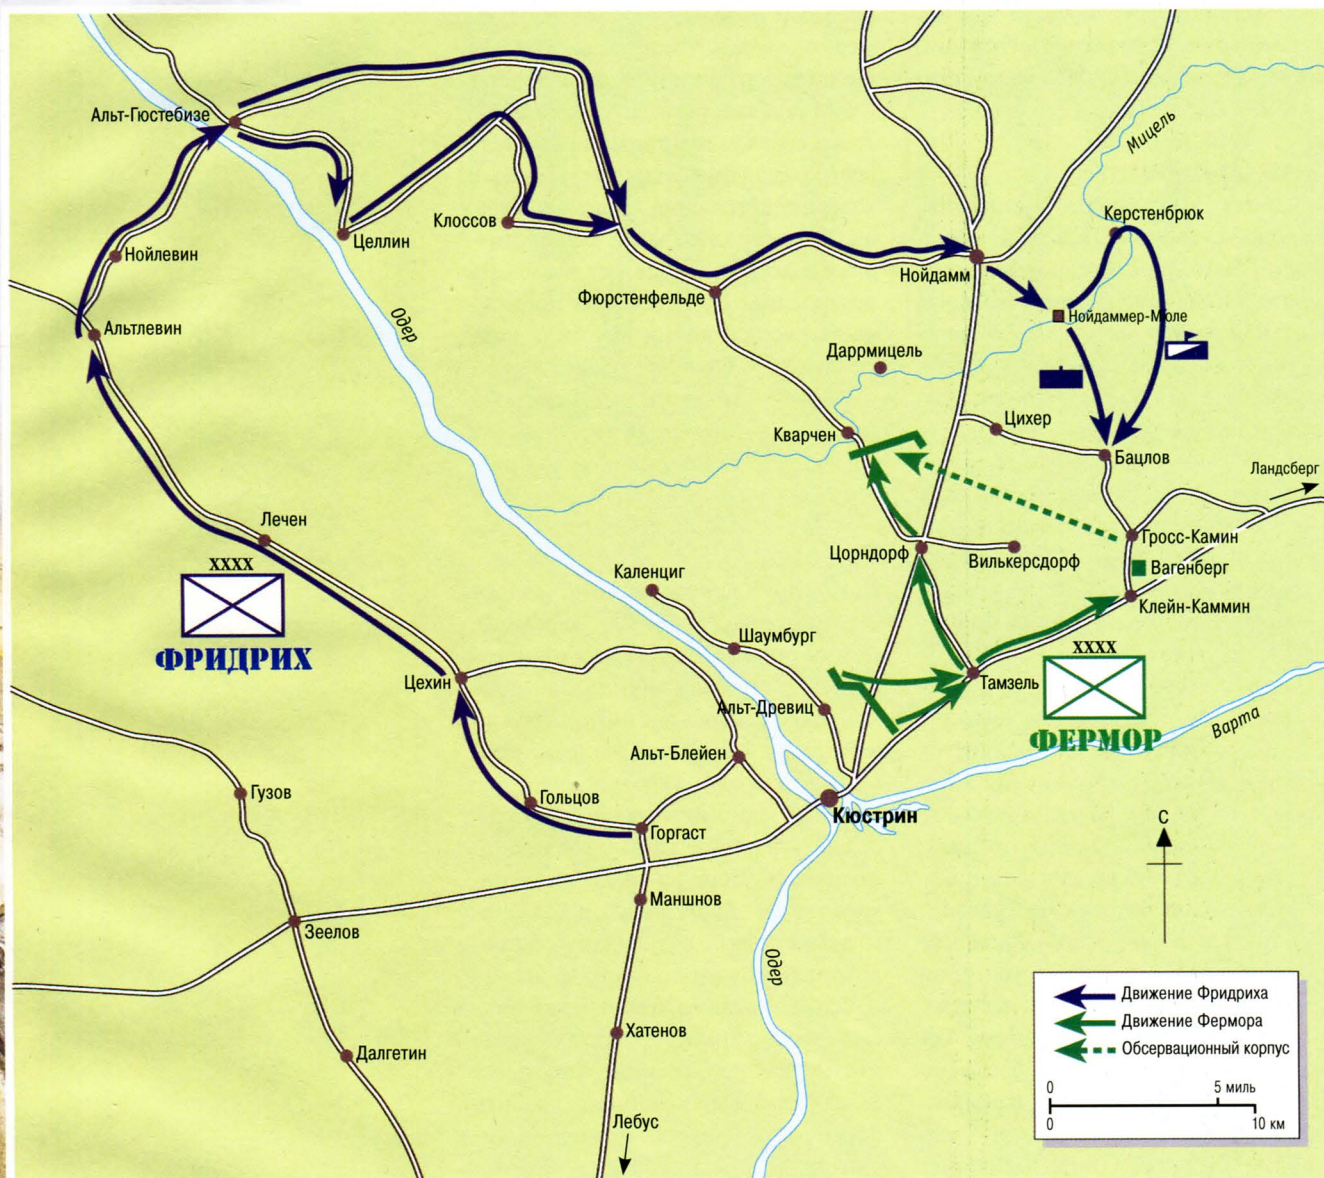 Альт-Гюстебизе
Мицель
Клоссов
Керстенбрюк
Целлин
Нойлевин
Нойдамм
Фюрстенфельде
Нойдаммер-Мюле
Одер
Альтлевин
Даррмицель
Цихер
Кварчен
Бацлов
Ландсберг
Лечен
Гросс-Камин
Цорндорф
Вилькерсдорф
Вагенберг
XXXX
ФРИДРИХ
Каленциг
Клейн-Каммин
Шаумбург
XXXX
ФЕРМОР
Цехин
Тамзель
Альт-Древиц
Варта
Альт-Блейен
Гузов
Гольцов
Кюстрин
Горгаст
С
Маншнов
Зеелов
Одер
Хатенов
Далгетин
Лебус
Движение Фридриха
Движение Фермора
Обсервационный корпус
0 5 миль
0 10 км